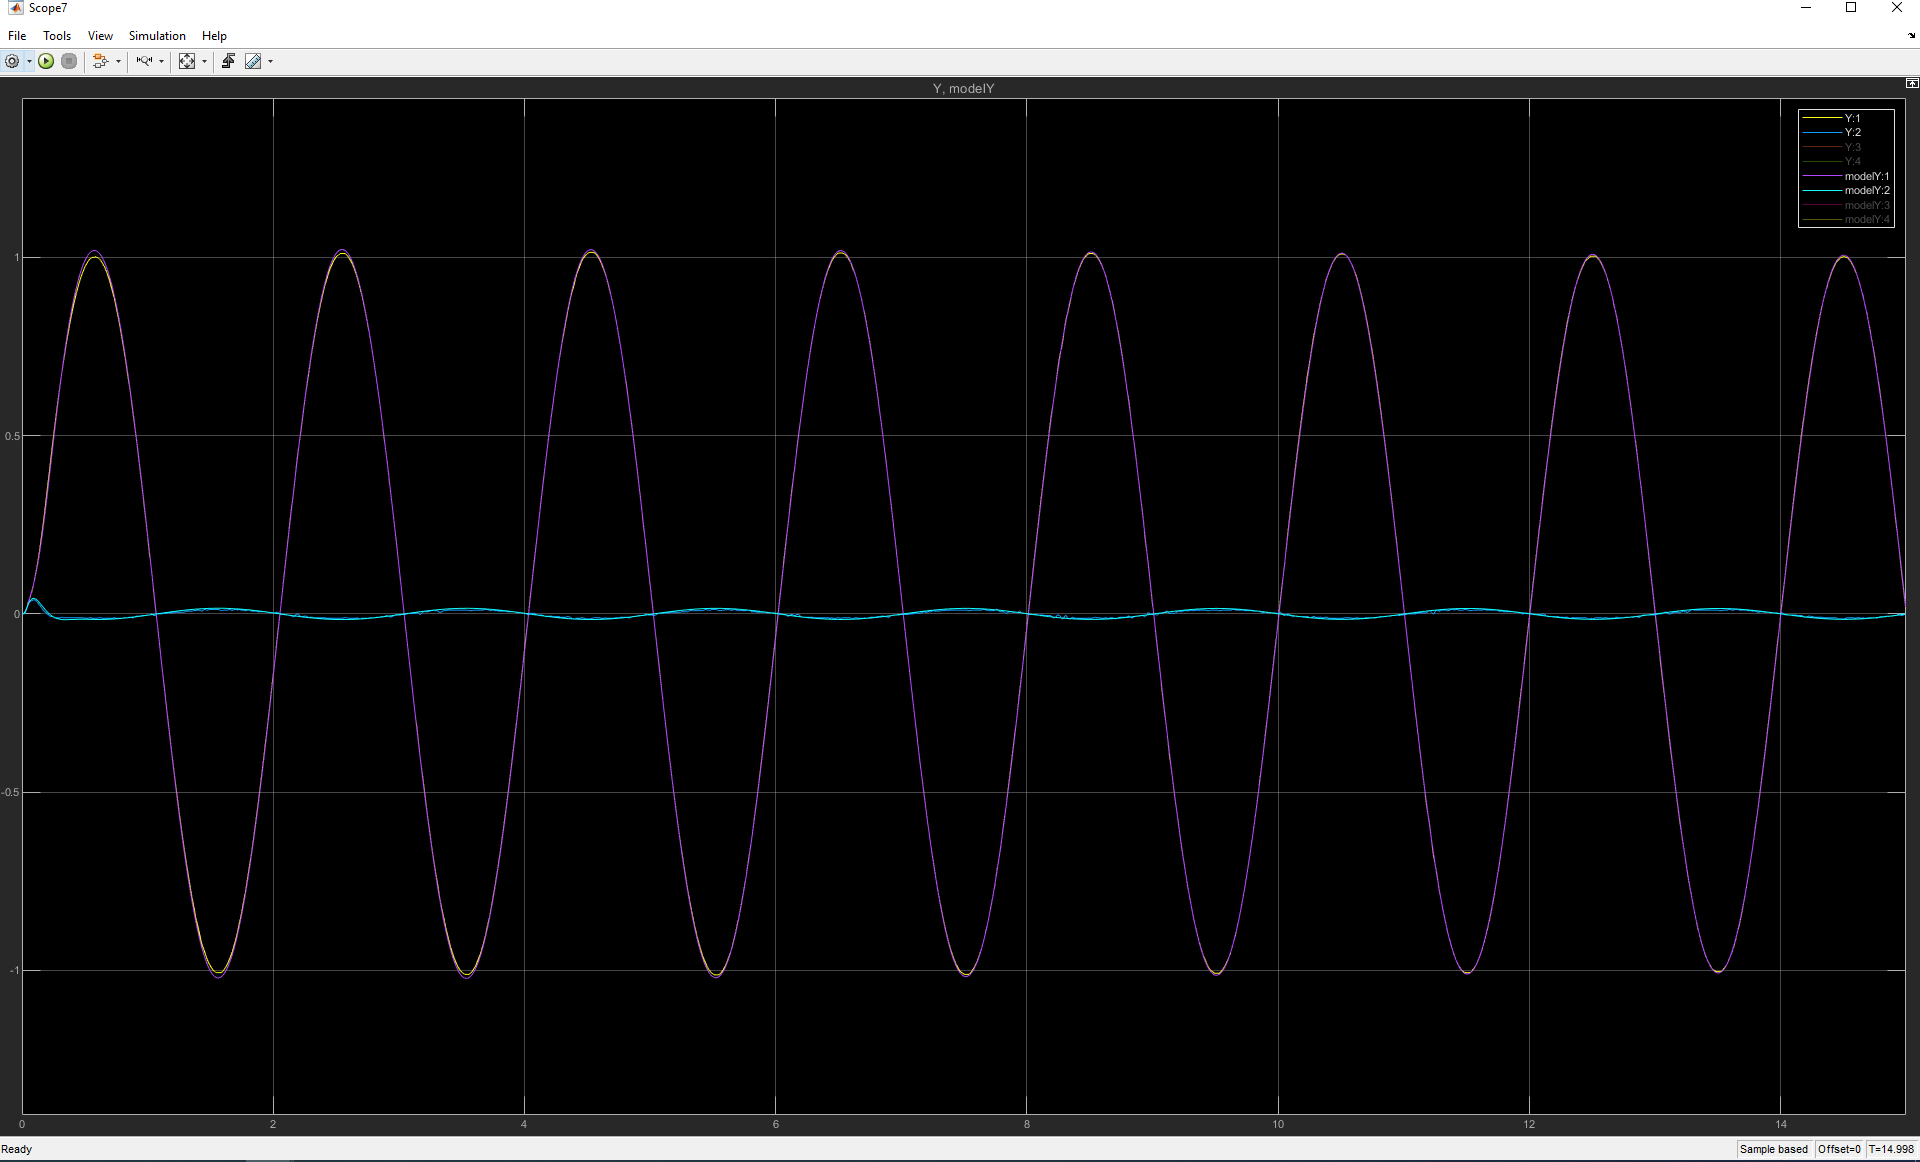 Scope7
File Tools View Simulation Help
Y, modelY
Y:1
Y:2
Y:3
Y:4
modelY:1
modelY:2
modelY:3
modelY:4
1
0.5
0
-0.5
-1
0 2 4 6 8 10 12 14
Ready
Sample based Offset=0 T=14.998